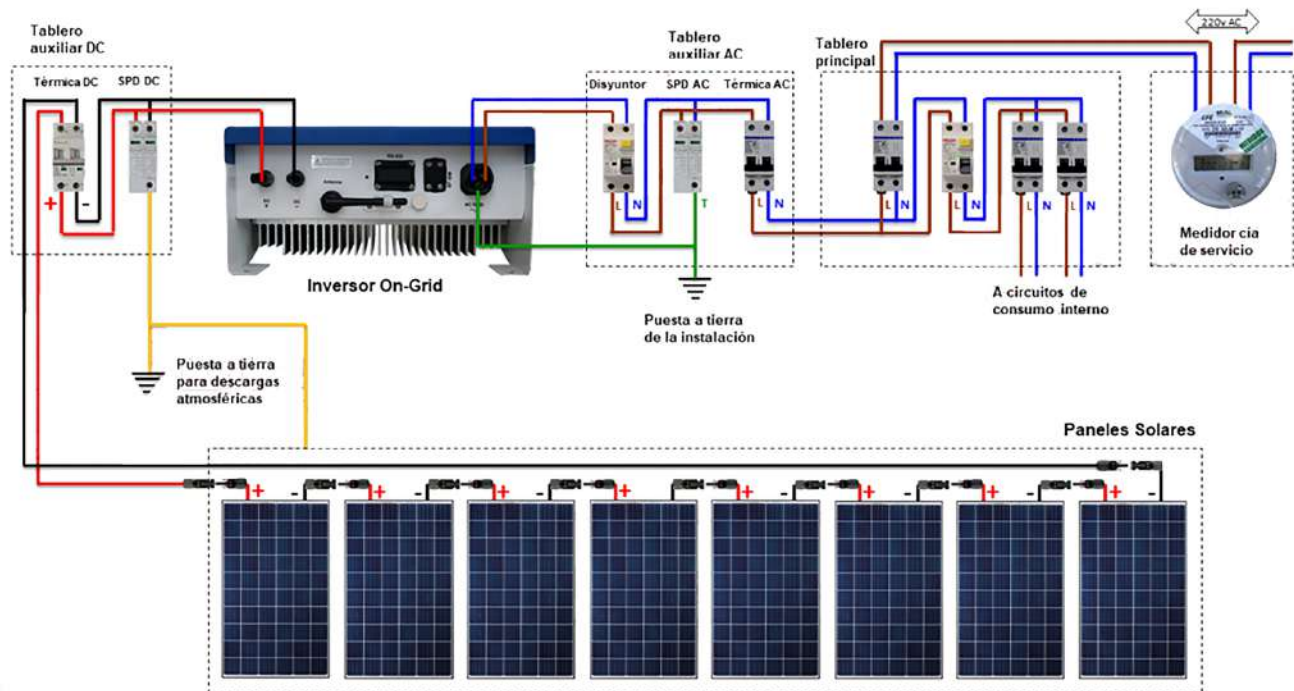 220v AC
Tablero
auxiliar DC
Térmica DC
SPD DC
Tablero
auxiliar AC
Disyuntor
SPD AC
Térmica AC
Tablero
principal
+
-
L
N
T
L
N
L
N
L
N
L
N
L
N
Inversor On-Grid
Puesta a tierra
de la instalación
A circuitos de
consumo interno
Medidor cía
de servicio
Puesta a tiérra
para descargas
atmosféricas
Paneles Solares
+
-
+
-
+
-
+
-
+
-
+
-
+
-
+
-